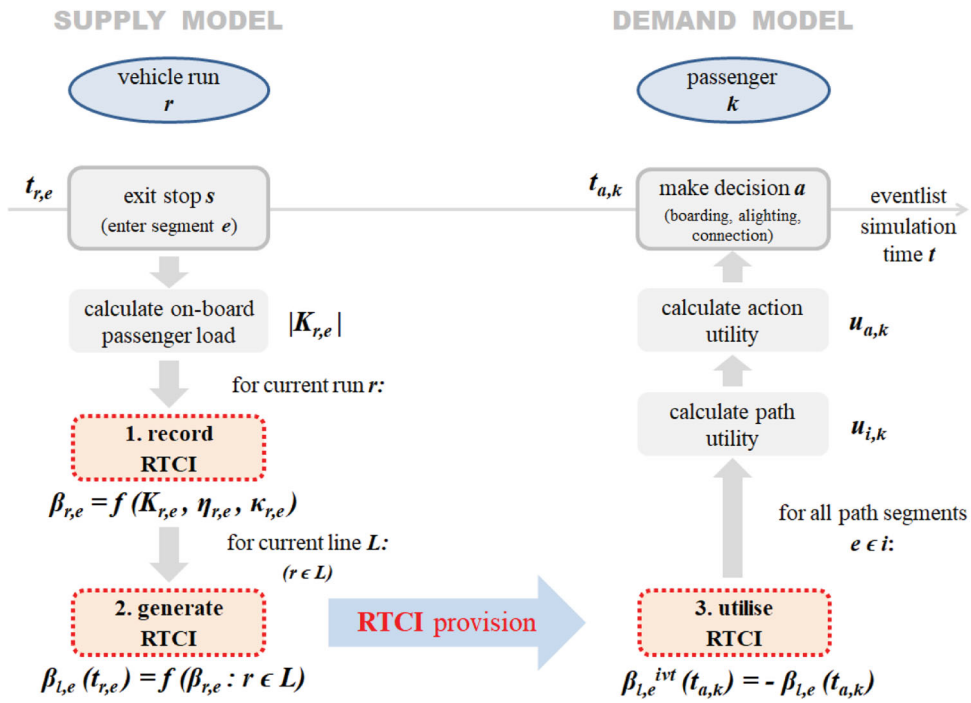 SUPPLY MODEL
vehicle run
r
t_{r,e}
exit stop s
(enter segment e)
calculate on-board
passenger load
|K_{r,e}|
for current run r:
1. record
RTCI
β_{r,e} = f (K_{r,e} , η_{r,e} , κ_{r,e})
for current line L:
(r ϵ L)
2. generate
RTCI
β_{l,e} (t_{r,e}) = f (β_{r,e} : r ϵ L)
RTCI provision
DEMAND MODEL
passenger
k
t_{a,k}
make decision a
(boarding, alighting,
connection)
eventlist
simulation
time t
calculate action
utility
u_{a,k}
calculate path
utility
u_{i,k}
for all path segments
e ϵ i:
3. utilise
RTCI
β_{l,e}^{ivt} (t_{a,k}) = - β_{l,e} (t_{a,k})